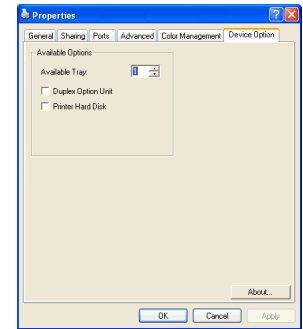 Properties
General Sharing Ports Advanced Color Management Device Option
Available Options
Available Tray: 1
Duplex Option Unit
Printer Hard Disk
About...
OK Cancel Apply